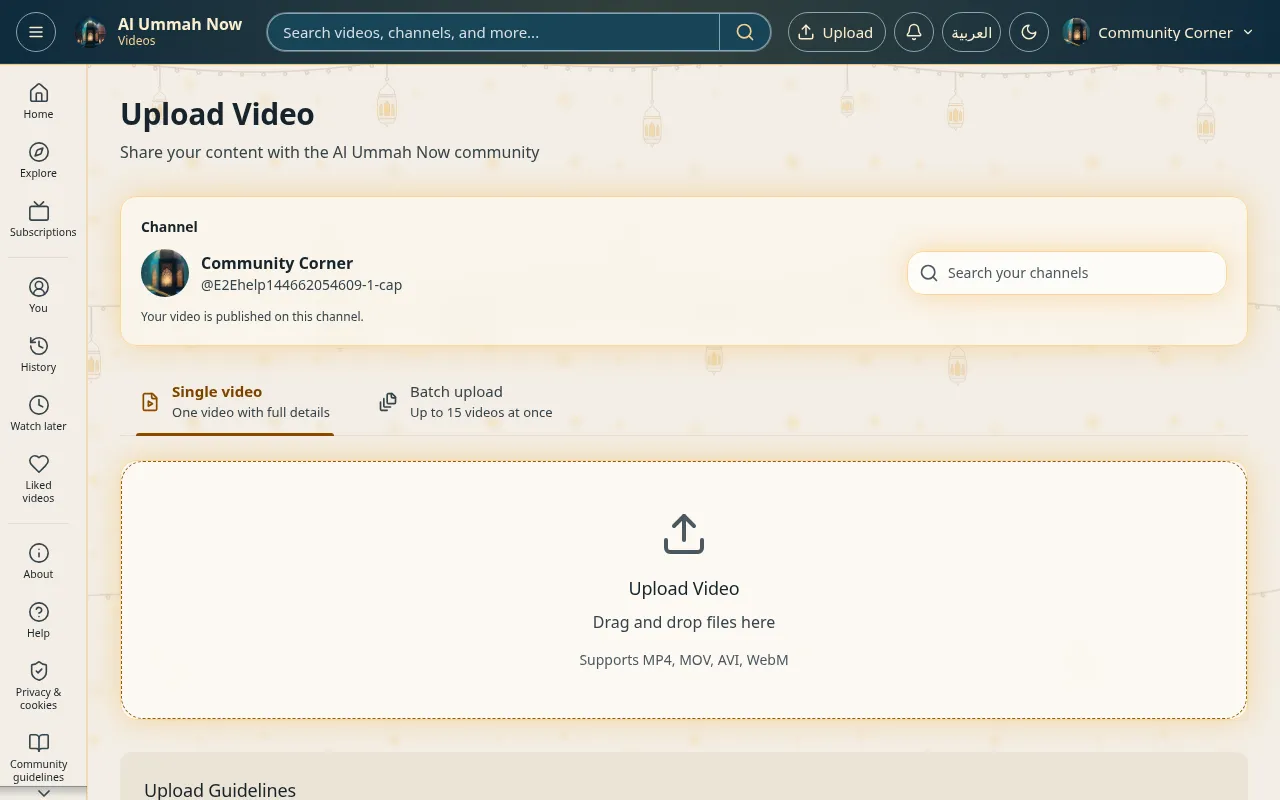 Al Ummah Now
Videos
Search videos, channels, and more...
Upload
العربية
Community Corner
Home
Explore
Subscriptions
You
History
Watch later
Liked
videos
About
Help
Privacy &
cookies
Community
guidelines
Upload Video
Share your content with the Al Ummah Now community
Channel
Community Corner
@E2Ehelp144662054609-1-cap
Search your channels
Your video is published on this channel.
Single video
One video with full details
Batch upload
Up to 15 videos at once
Upload Video
Drag and drop files here
Supports MP4, MOV, AVI, WebM
Upload Guidelines